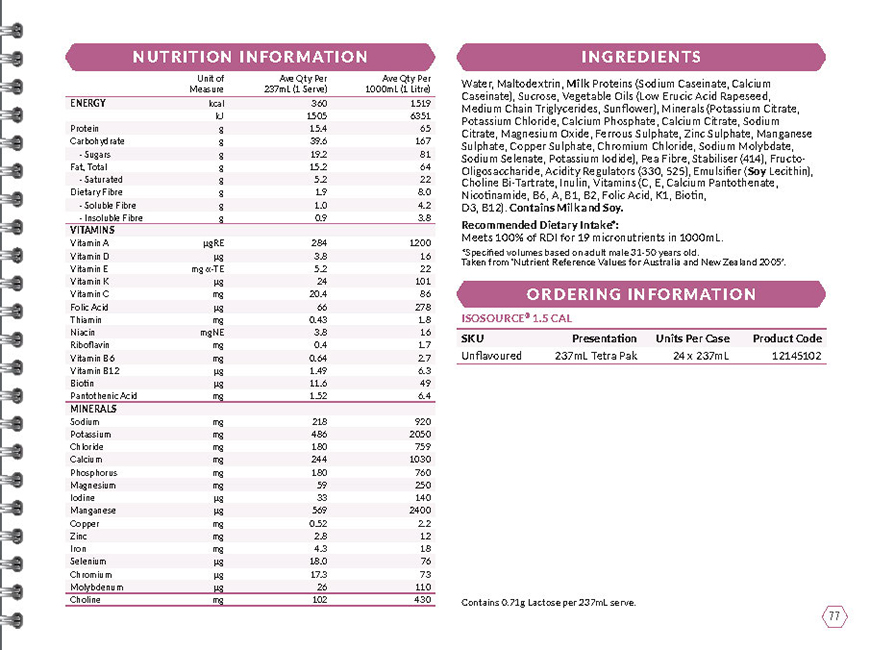 NUTRITION INFORMATION
Unit of Measure Ave Qty Per 237mL (1 Serve) Ave Qty Per 1000mL (1 Litre)
ENERGY kcal 360 1519
kJ 1505 6351
Protein g 15.4 65
Carbohydrate g 39.6 167
- Sugars g 19.2 81
Fat, Total g 15.2 64
- Saturated g 5.2 22
Dietary Fibre g 1.9 8.0
- Soluble Fibre g 1.0 4.2
- Insoluble Fibre g 0.9 3.8
VITAMINS
Vitamin A µgRE 284 1200
Vitamin D µg 3.8 16
Vitamin E mg α-TE 5.2 22
Vitamin K µg 24 101
Vitamin C mg 20.4 86
Folic Acid µg 66 278
Thiamin mg 0.43 1.8
Niacin mgNE 3.8 16
Riboflavin mg 0.4 1.7
Vitamin B6 mg 0.64 2.7
Vitamin B12 µg 1.49 6.3
Biotin µg 11.6 49
Pantothenic Acid mg 1.52 6.4
MINERALS
Sodium mg 218 920
Potassium mg 486 2050
Chloride mg 180 759
Calcium mg 244 1030
Phosphorus mg 180 760
Magnesium mg 59 250
Iodine µg 33 140
Manganese µg 569 2400
Copper mg 0.52 2.2
Zinc mg 2.8 12
Iron mg 4.3 18
Selenium µg 18.0 76
Chromium µg 17.3 73
Molybdenum µg 26 110
Choline mg 102 430
INGREDIENTS
Water, Maltodextrin, Milk Proteins (Sodium Caseinate, Calcium
Caseinate), Sucrose, Vegetable Oils (Low Erucic Acid Rapeseed,
Medium Chain Triglycerides, Sunflower), Minerals (Potassium Citrate,
Potassium Chloride, Calcium Phosphate, Calcium Citrate, Sodium
Citrate, Magnesium Oxide, Ferrous Sulphate, Zinc Sulphate, Manganese
Sulphate, Copper Sulphate, Chromium Chloride, Sodium Molybdate,
Sodium Selenate, Potassium Iodide), Pea Fibre, Stabiliser (414), Fructo-
Oligosaccharide, Acidity Regulators (330, 525), Emulsifier (Soy Lecithin),
Choline Bi-Tartrate, Inulin, Vitamins (C, E, Calcium Pantothenate,
Nicotinamide, B6, A, B1, B2, Folic Acid, K1, Biotin,
D3, B12). Contains Milk and Soy.
Recommended Dietary Intake*:
Meets 100% of RDI for 19 micronutrients in 1000mL.
*Specified volumes based on adult male 31-50 years old.
Taken from 'Nutrient Reference Values for Australia and New Zealand 2005'.
ORDERING INFORMATION
ISOSOURCE® 1.5 CAL
SKU Presentation Units Per Case Product Code
Unflavoured 237mL Tetra Pak 24 x 237mL 12145102
Contains 0.71g Lactose per 237mL serve.
77